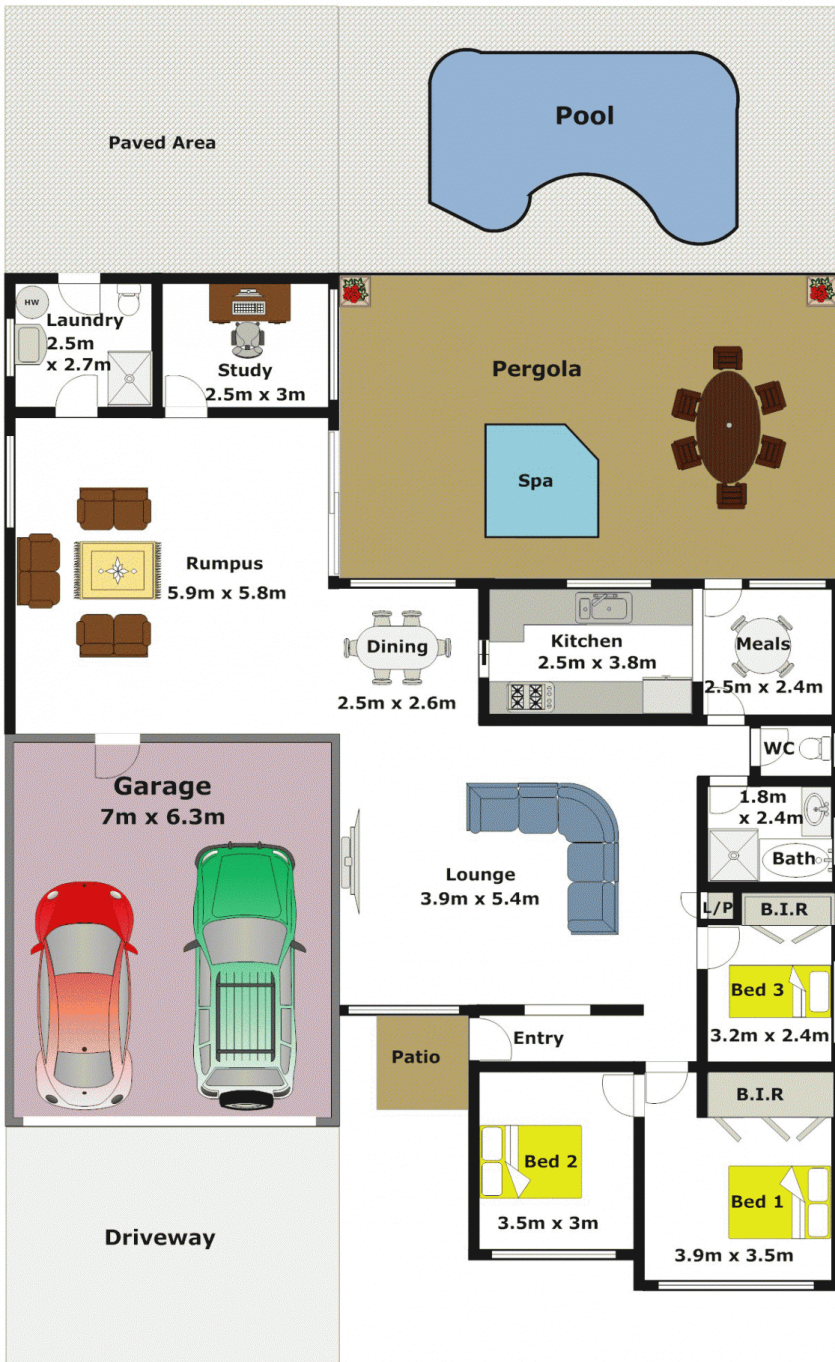 Paved Area
Pool
HW
Laundry
2.5m
x 2.7m
Study
2.5m x 3m
Pergola
Spa
Rumpus
5.9m x 5.8m
Dining
2.5m x 2.6m
Kitchen
2.5m x 3.8m
Meals
2.5m x 2.4m
WC
Garage
7m x 6.3m
1.8m
x 2.4m
Bath
Lounge
3.9m x 5.4m
L/P
B.I.R
Bed 3
3.2m x 2.4m
Entry
Patio
B.I.R
Bed 2
3.5m x 3m
Bed 1
3.9m x 3.5m
Driveway